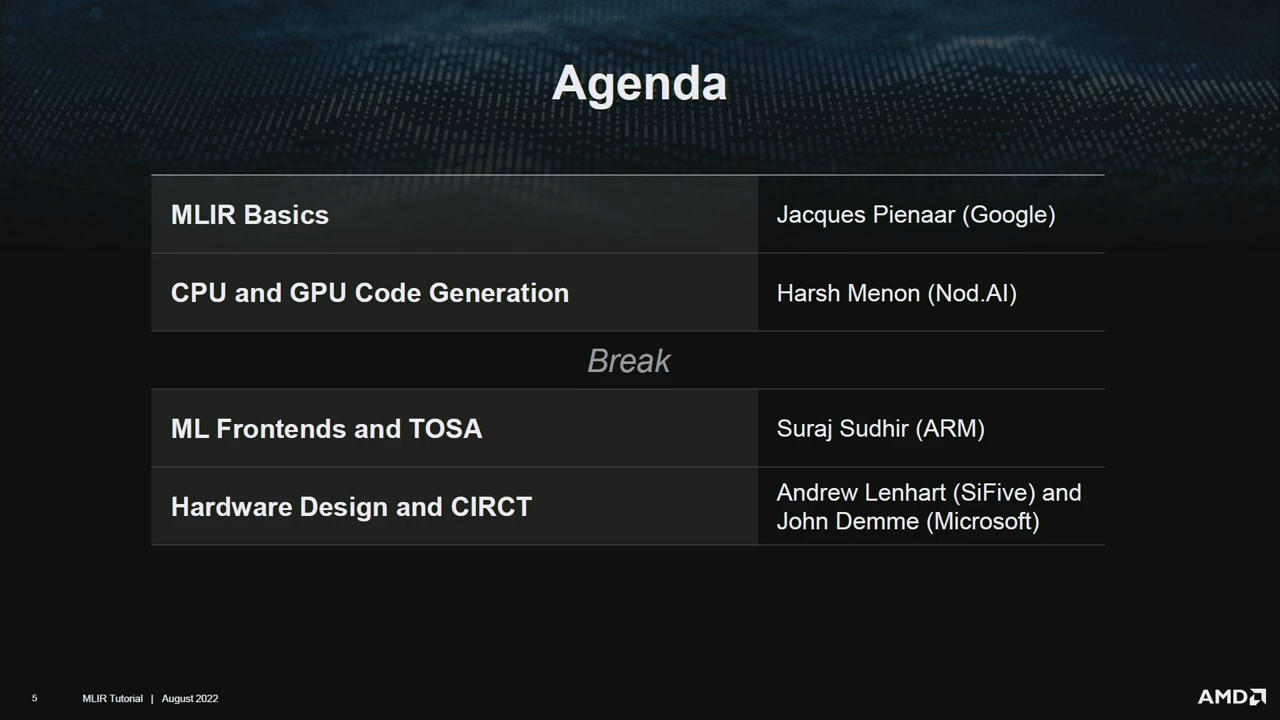 Agenda
MLIR Basics
Jacques Pienaar (Google)
CPU and GPU Code Generation
Harsh Menon (Nod.AI)
Break
ML Frontends and TOSA
Suraj Sudhir (ARM)
Hardware Design and CIRCT
Andrew Lenhart (SiFive) and
John Demme (Microsoft)
5 MLIR Tutorial | August 2022
AMD